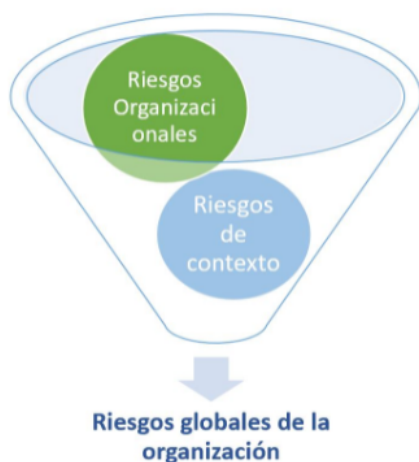 Riesgos
Organizaci
onales
Riesgos
de
contexto
Riesgos globales de la
organización